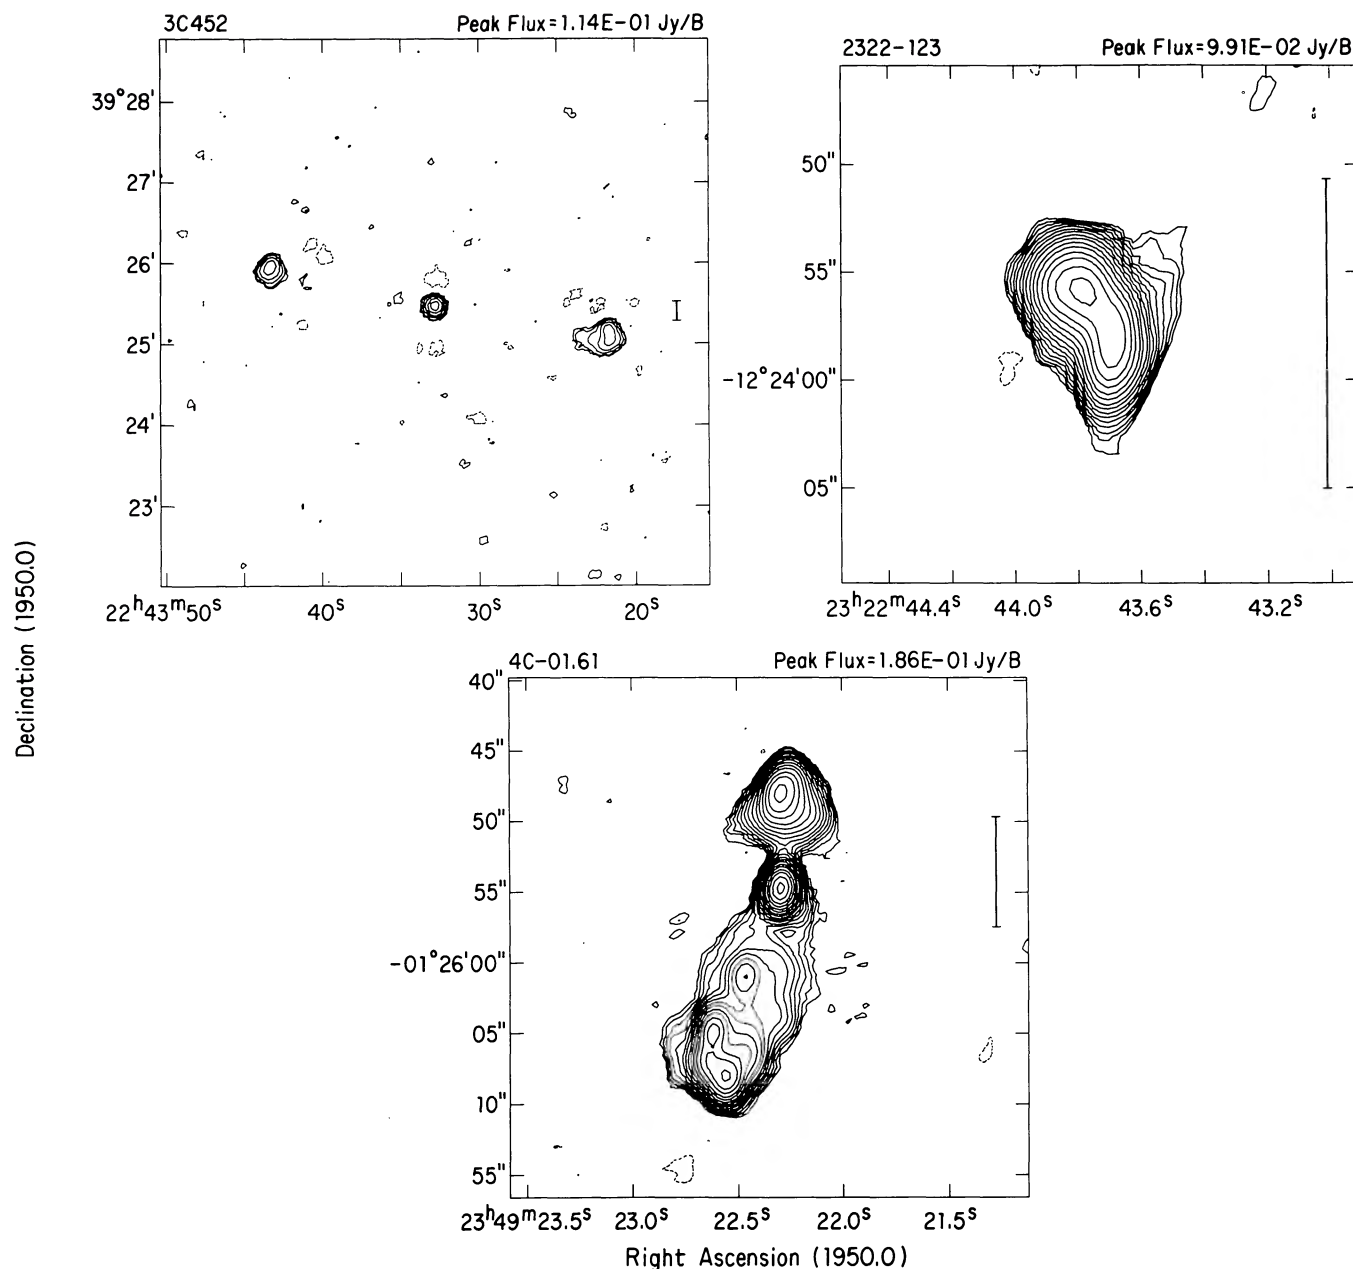 3C452 Peak Flux=1.14E-01 Jy/B
39°28'
27'
26'
25'
24'
23'
22ʰ43ᵐ50ˢ 40ˢ 30ˢ 20ˢ
2322-123 Peak Flux=9.91E-02 Jy/B
50"
55"
-12°24'00"
05"
23ʰ22ᵐ44.4ˢ 44.0ˢ 43.6ˢ 43.2ˢ
Declination (1950.0)
4C-01.61 Peak Flux=1.86E-01 Jy/B
40"
45"
50"
55"
-01°26'00"
05"
10"
55"
23ʰ49ᵐ23.5ˢ 23.0ˢ 22.5ˢ 22.0ˢ 21.5ˢ
Right Ascension (1950.0)